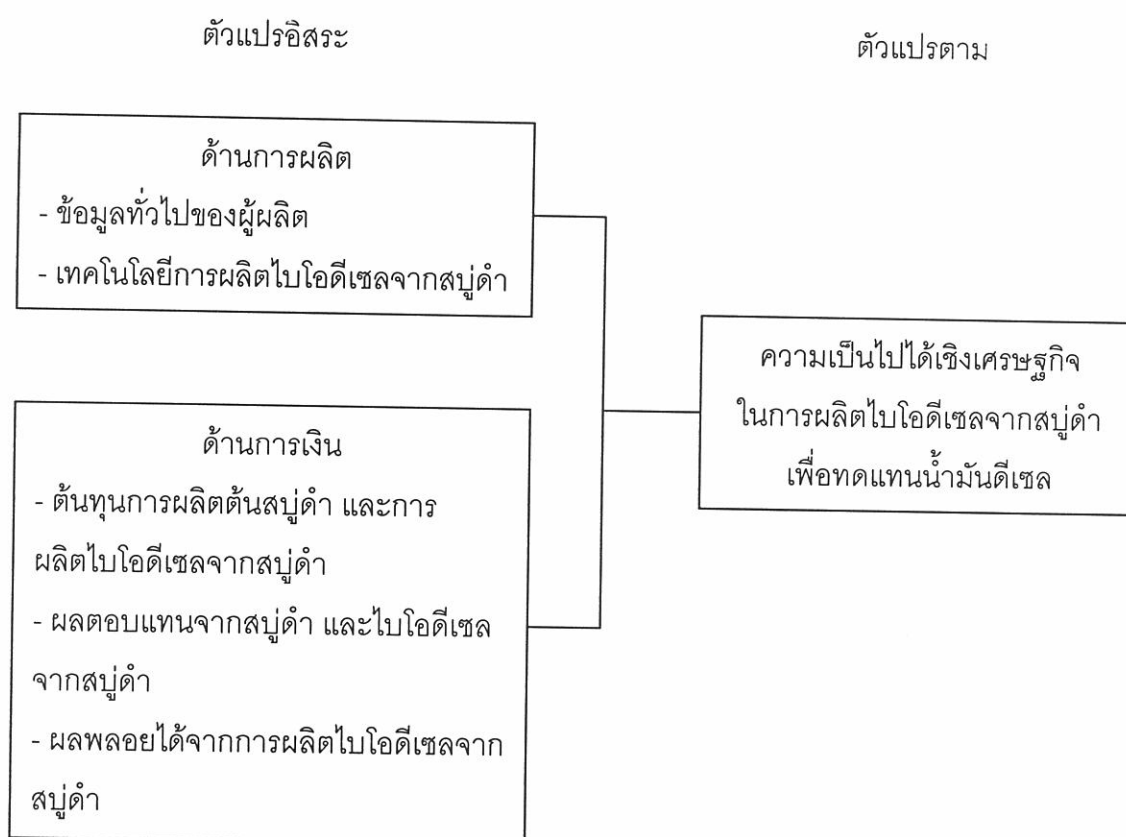 ตัวแปรอิสระ
ตัวแปรตาม
ด้านการผลิต
- ข้อมูลทั่วไปของผู้ผลิต
- เทคโนโลยีการผลิตไบโอดีเซลจากสบู่ดำ
ด้านการเงิน
- ต้นทุนการผลิตต้นสบู่ดำ และการ
ผลิตไบโอดีเซลจากสบู่ดำ
- ผลตอบแทนจากสบู่ดำ และไบโอดีเซล
จากสบู่ดำ
- ผลพลอยได้จากการผลิตไบโอดีเซลจาก
สบู่ดำ
ความเป็นไปได้เชิงเศรษฐกิจ
ในการผลิตไบโอดีเซลจากสบู่ดำ
เพื่อทดแทนน้ำมันดีเซล